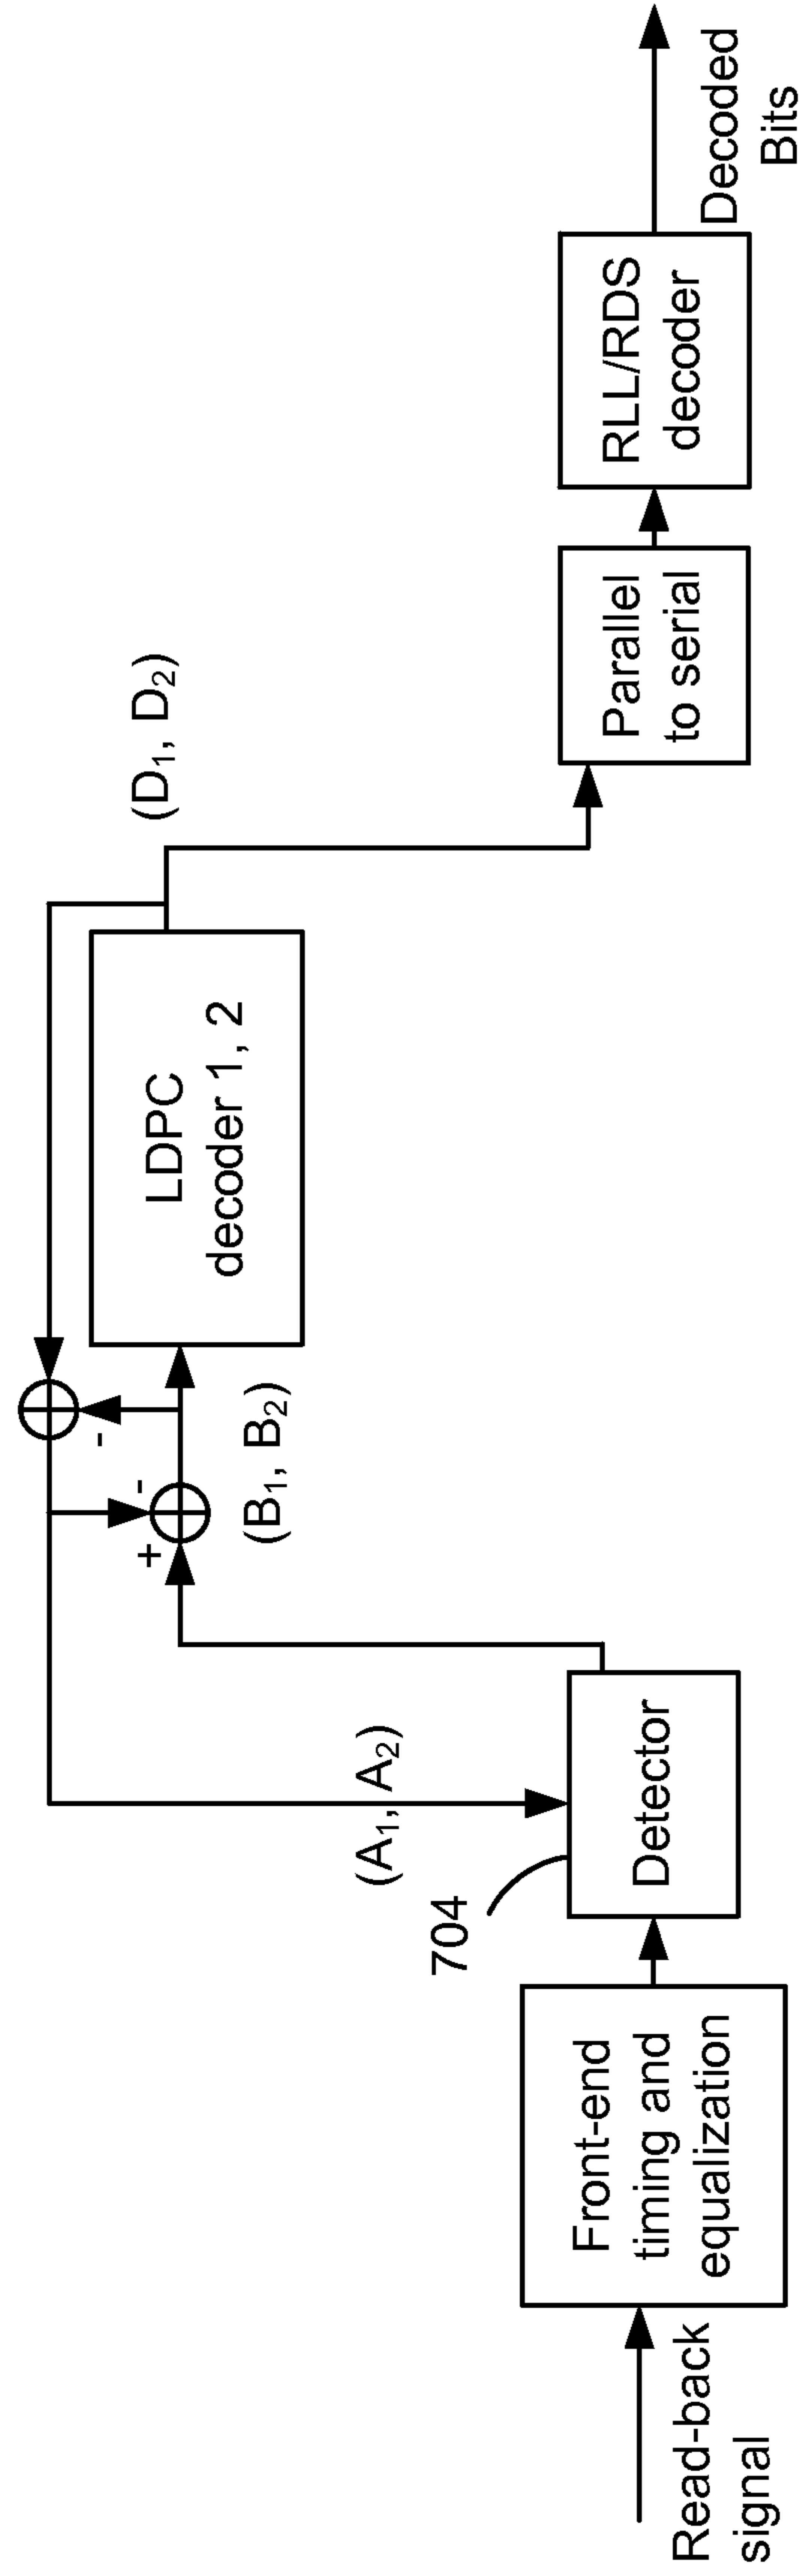 Read-back
signal
Front-end
timing and
equalization
704
Detector
(A₁, A₂)
+
-
(B₁, B₂)
-
LDPC
decoder 1, 2
(D₁, D₂)
Parallel
to serial
RLL/RDS
decoder
Decoded
Bits